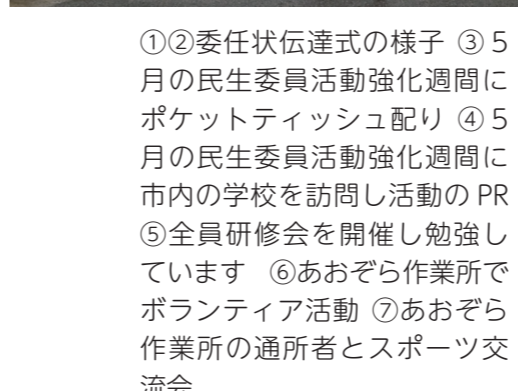 ①②委任状伝達式の様子 ③5
月の民生委員活動強化週間に
ポケットティッシュ配り ④5
月の民生委員活動強化週間に
市内の学校を訪問し活動の PR
⑤全員研修会を開催し勉強し
ています ⑥あおぞら作業所で
ボランティア活動 ⑦あおぞら
作業所の通所者とスポーツ交
流会